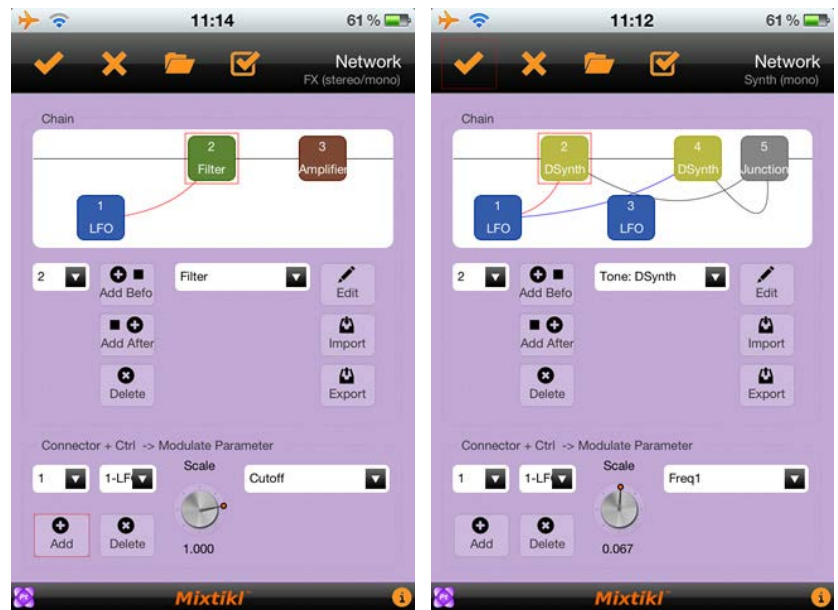 11:14
61 %
Network
FX (stereo/mono)
Chain
2
Filter
3
Amplifier
1
LFO
2
Add Befo
Filter
Edit
Add After
Import
Delete
Export
Connector + Ctrl -> Modulate Parameter
Scale
1
1-LF
Cutoff
Add
Delete
1.000
Mixtikl
11:12
61 %
Network
Synth (mono)
Chain
2
DSynth
4
DSynth
5
Junction
1
LFO
3
LFO
2
Add Befo
Tone: DSynth
Edit
Add After
Import
Delete
Export
Connector + Ctrl -> Modulate Parameter
Scale
1
1-LF
Freq1
Add
Delete
0.067
Mixtikl